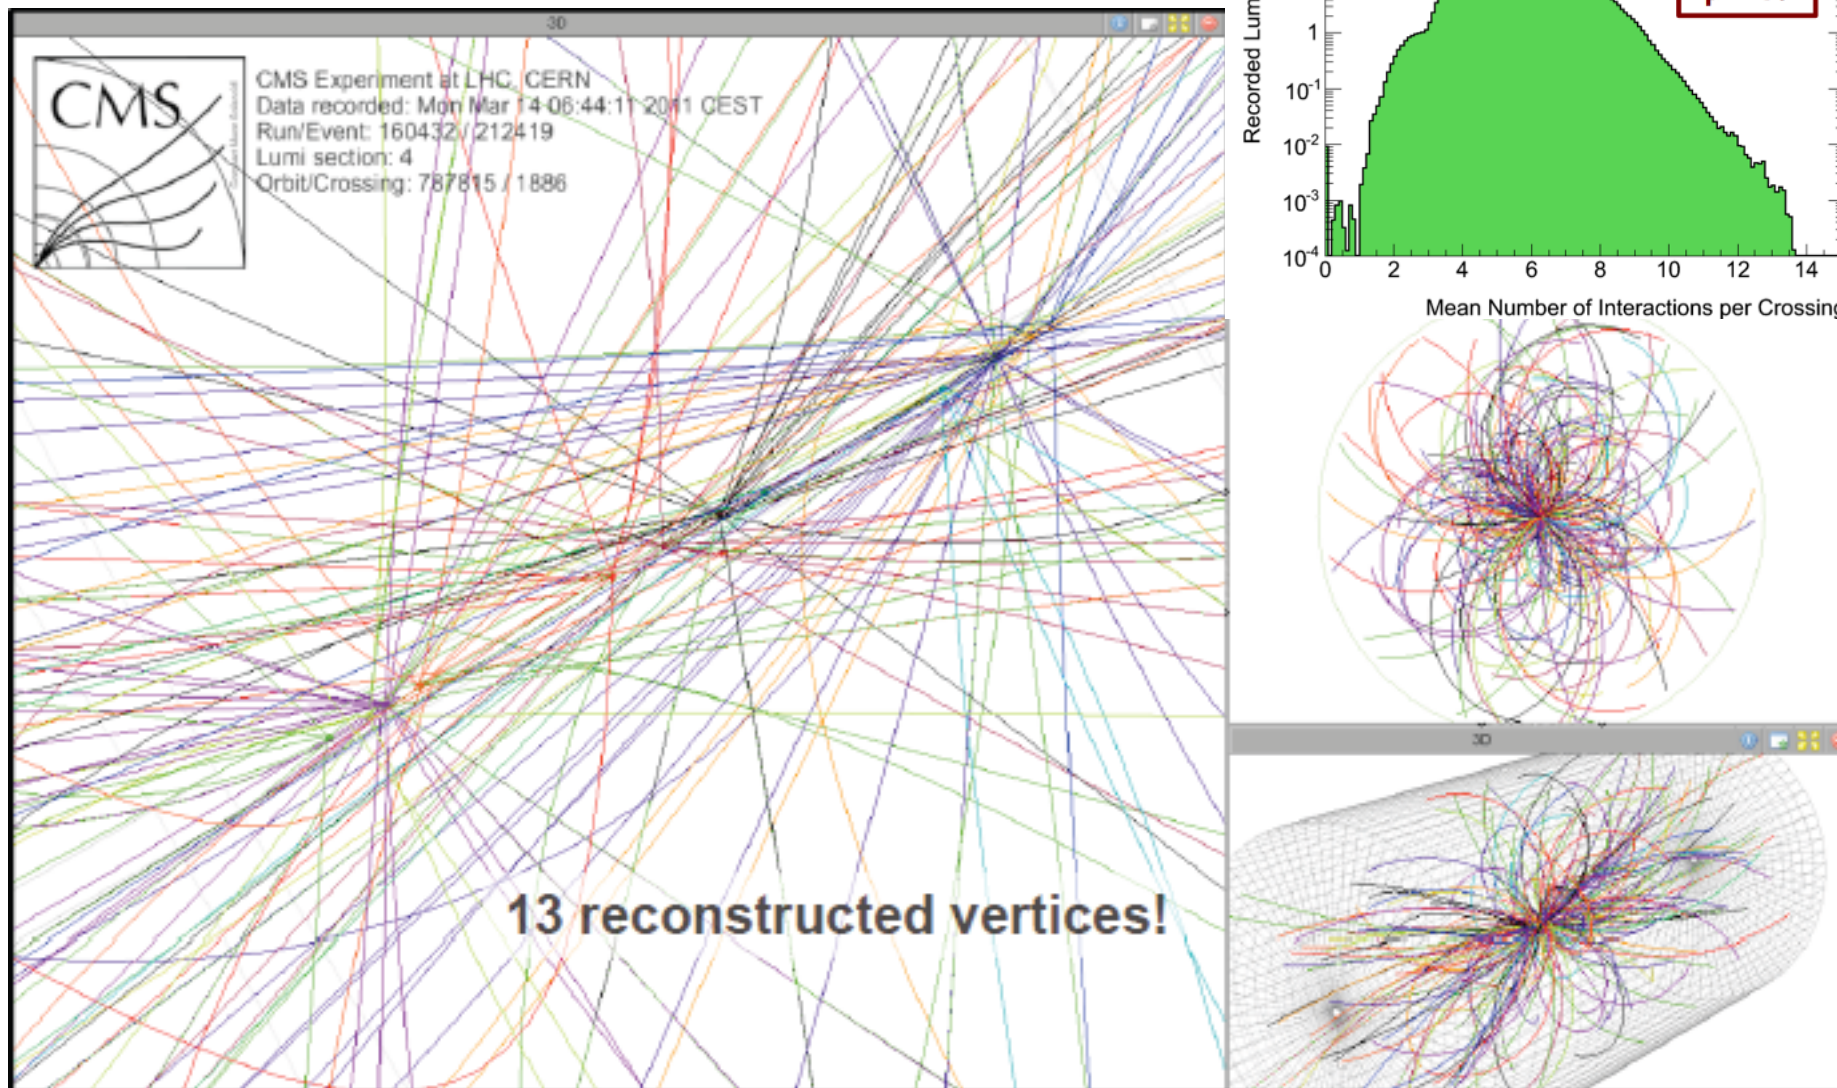 3D
CMS
CMS Experiment at LHC, CERN
Data recorded: Mon Mar 14 06:44:11 2011 CEST
Run/Event: 160432 / 212419
Lumi section: 4
Orbit/Crossing: 787815 / 1886
13 reconstructed vertices!
Recorded Lum
1
10-1
10-2
10-3
10-4
0 2 4 6 8 10 12 14
Mean Number of Interactions per Crossing
3D